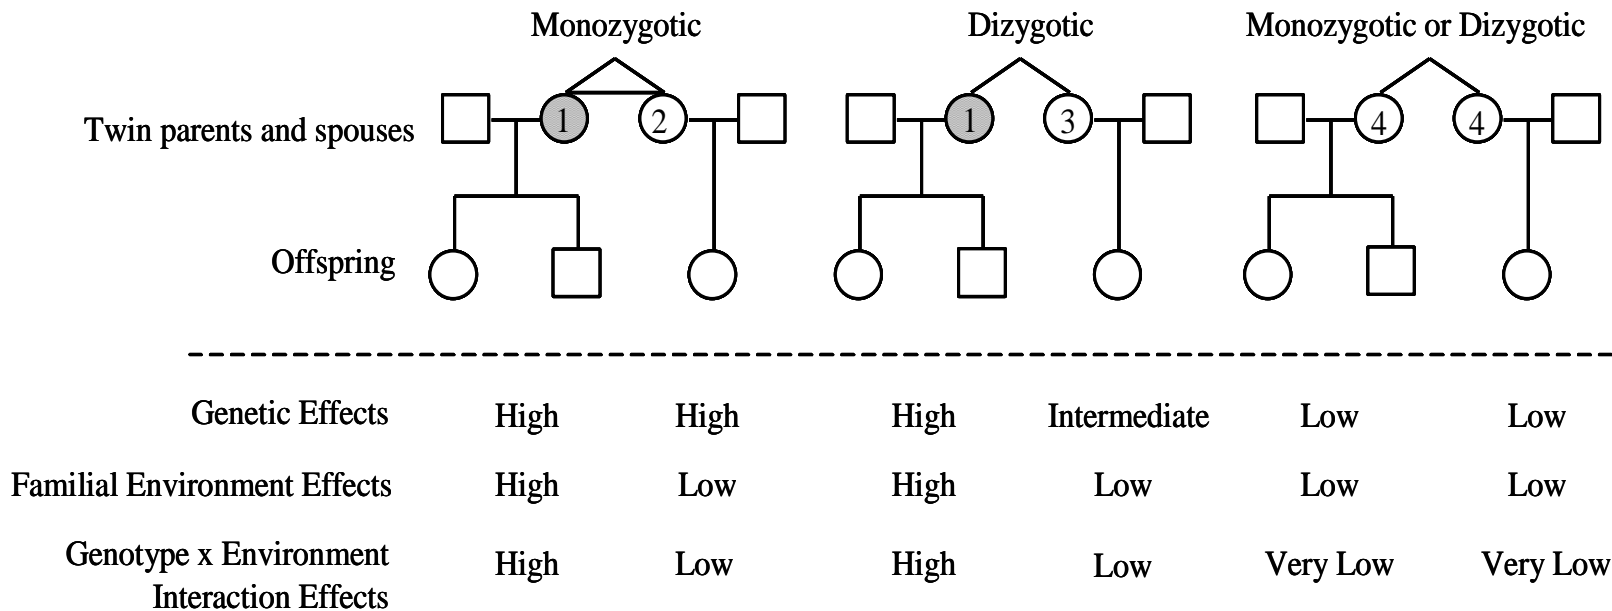 Monozygotic Dizygotic Monozygotic or Dizygotic
Twin parents and spouses 1 2 1 3 4 4
Offspring
Genetic Effects High High High Intermediate Low Low
Familial Environment Effects High Low High Low Low Low
Genotype x Environment
Interaction Effects High Low High Low Very Low Very Low